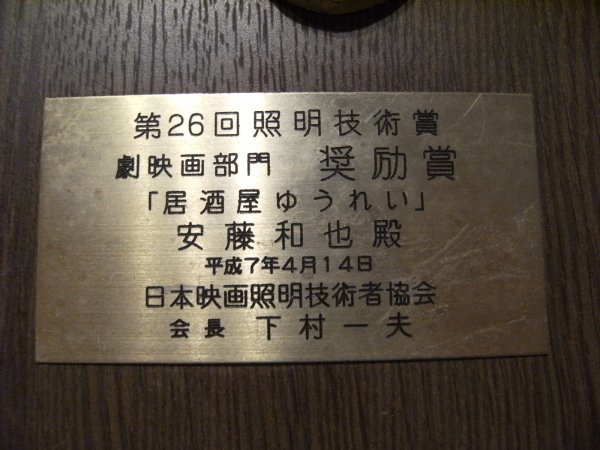 第26回照明技術賞
劇映画部門 奨励賞
「居酒屋ゆうれい」
安藤和也殿
平成7年4月14日
日本映画照明技術者協会
会長 下村一夫